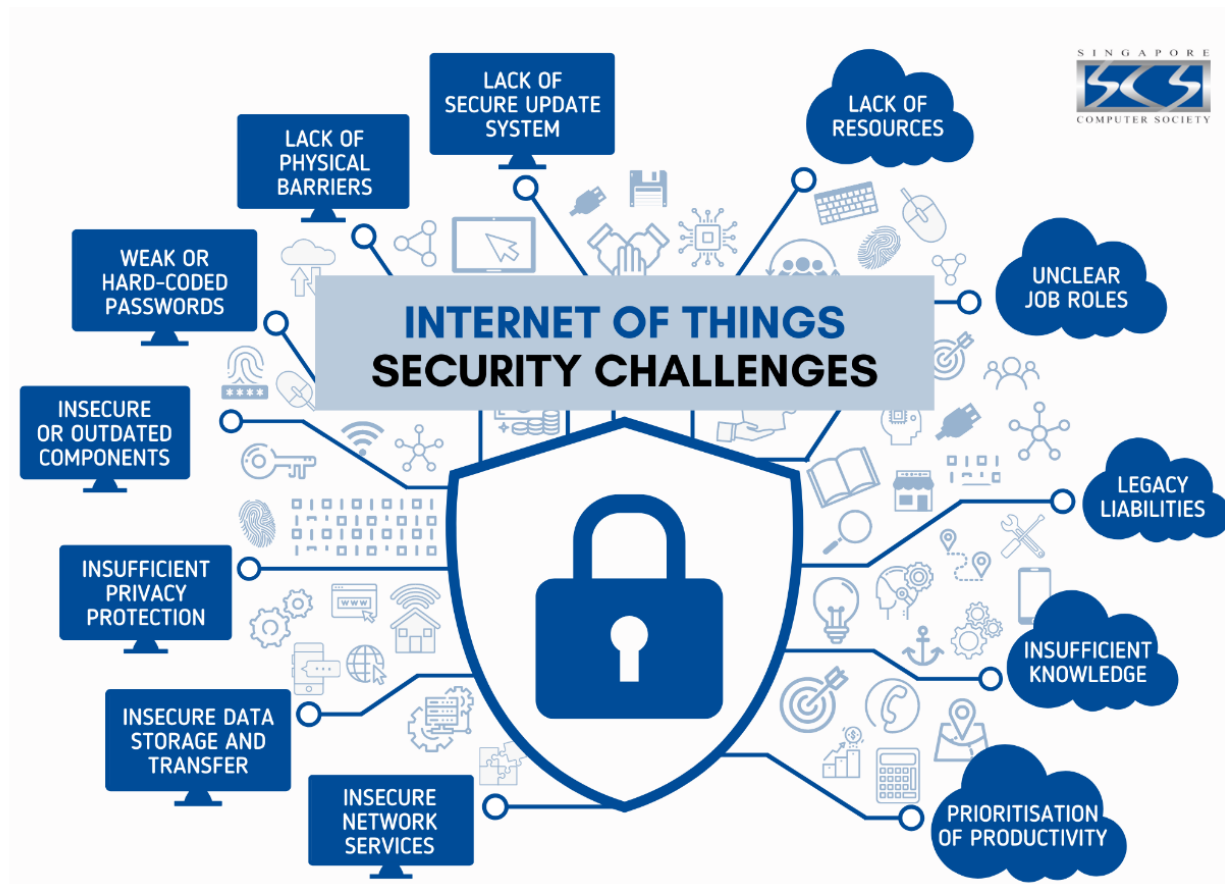 SINGAPORE
SCS
COMPUTER SOCIETY
LACK OF
SECURE UPDATE
SYSTEM
LACK OF
RESOURCES
LACK OF
PHYSICAL
BARRIERS
WEAK OR
HARD-CODED
PASSWORDS
UNCLEAR
JOB ROLES
INTERNET OF THINGS
SECURITY CHALLENGES
****
INSECURE
OR OUTDATED
COMPONENTS
LEGACY
LIABILITIES
INSUFFICIENT
PRIVACY
PROTECTION
WWW
INSUFFICIENT
KNOWLEDGE
INSECURE DATA
STORAGE AND
TRANSFER
$
INSECURE
NETWORK
SERVICES
PRIORITISATION
OF PRODUCTIVITY